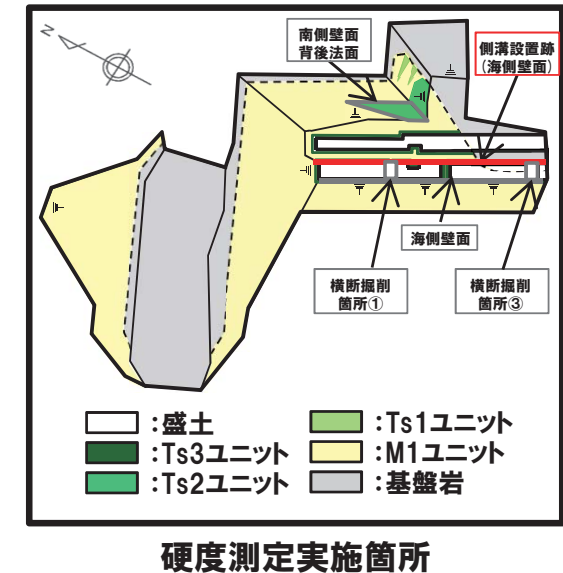 N
南側壁面
背後法面
側溝設置跡
(海側壁面)
海側壁面
横断掘削
箇所①
横断掘削
箇所③
:盛土
:Ts3ユニット
:Ts2ユニット
:Ts1ユニット
:M1ユニット
:基盤岩
硬度測定実施箇所